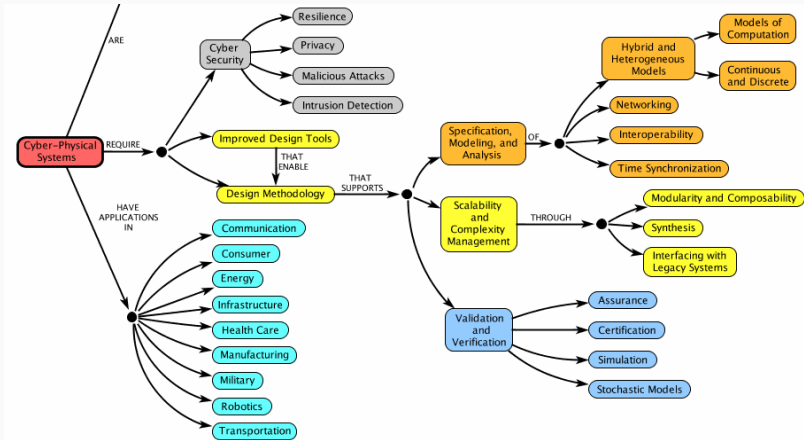 ARE
Cyber-Physical
Systems
REQUIRE
Cyber
Security
Resilience
Privacy
Malicious Attacks
Intrusion Detection
Improved Design Tools
THAT
ENABLE
Design Methodology
THAT
SUPPORTS
Specification,
Modeling, and
Analysis
OF
Hybrid and
Heterogeneous
Models
Models of
Computation
Continuous
and Discrete
Networking
Interoperability
Time Synchronization
Scalability
and
Complexity
Management
THROUGH
Modularity and Composability
Synthesis
Interfacing with
Legacy Systems
Validation
and
Verification
Assurance
Certification
Simulation
Stochastic Models
HAVE
APPLICATIONS
IN
Communication
Consumer
Energy
Infrastructure
Health Care
Manufacturing
Military
Robotics
Transportation